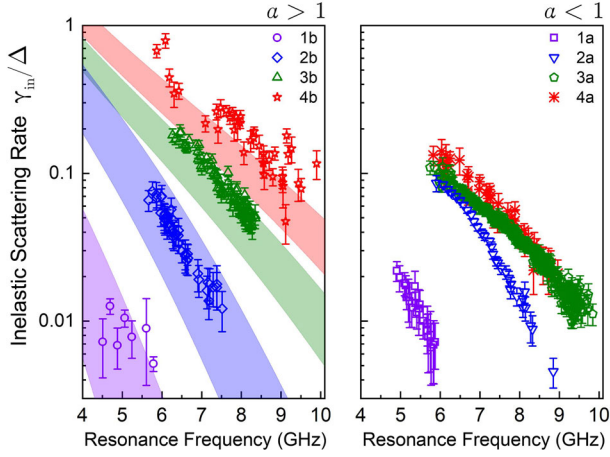 a > 1
a < 1
Inelastic Scattering Rate γin/Δ
1
0.1
0.01
1b
2b
3b
4b
1a
2a
3a
4a
4 5 6 7 8 9 10
4 5 6 7 8 9 10
Resonance Frequency (GHz)
Resonance Frequency (GHz)